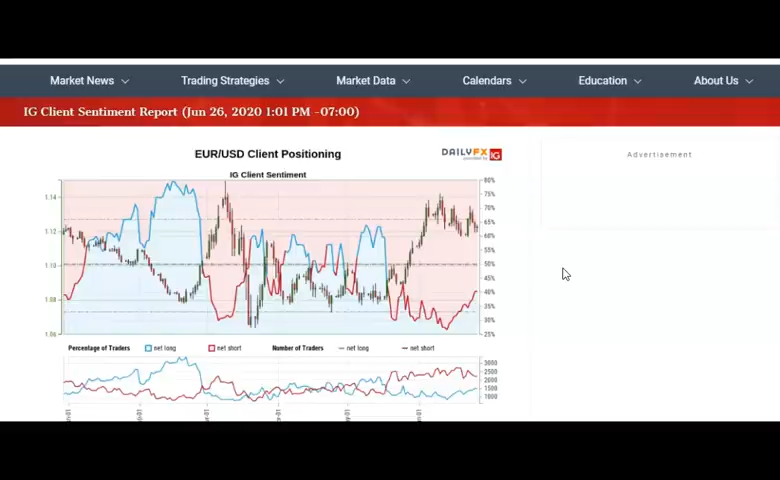 Market News
Trading Strategies
Market Data
Calendars
Education
About Us
IG Client Sentiment Report (Jun 26, 2020 1:01 PM -07:00)
EUR/USD Client Positioning
DAILYFX
provided by IG
Advertisement
IG Client Sentiment
80%
1.14
75%
70%
65%
1.12
60%
55%
1.10
50%
45%
1.08
40%
35%
30%
1.06
25%
Percentage of Traders net long net short Number of Traders net long net short
3000
2500
2000
1500
1000